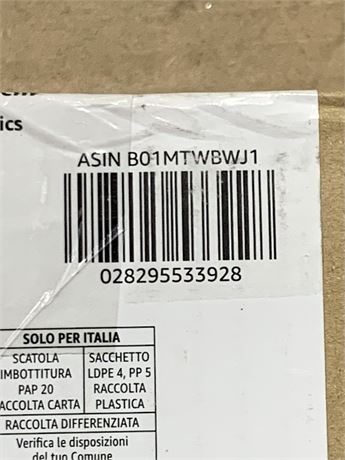 ics
ASIN B01MTWBWJ1
028295533928
SOLO PER ITALIA
SCATOLA SACCHETTO
IMBOTTITURA LDPE 4, PP 5
PAP 20 RACCOLTA
ACCOLTA CARTA PLASTICA
RACCOLTA DIFFERENZIATA
Verifica le disposizioni
del tuo Comune